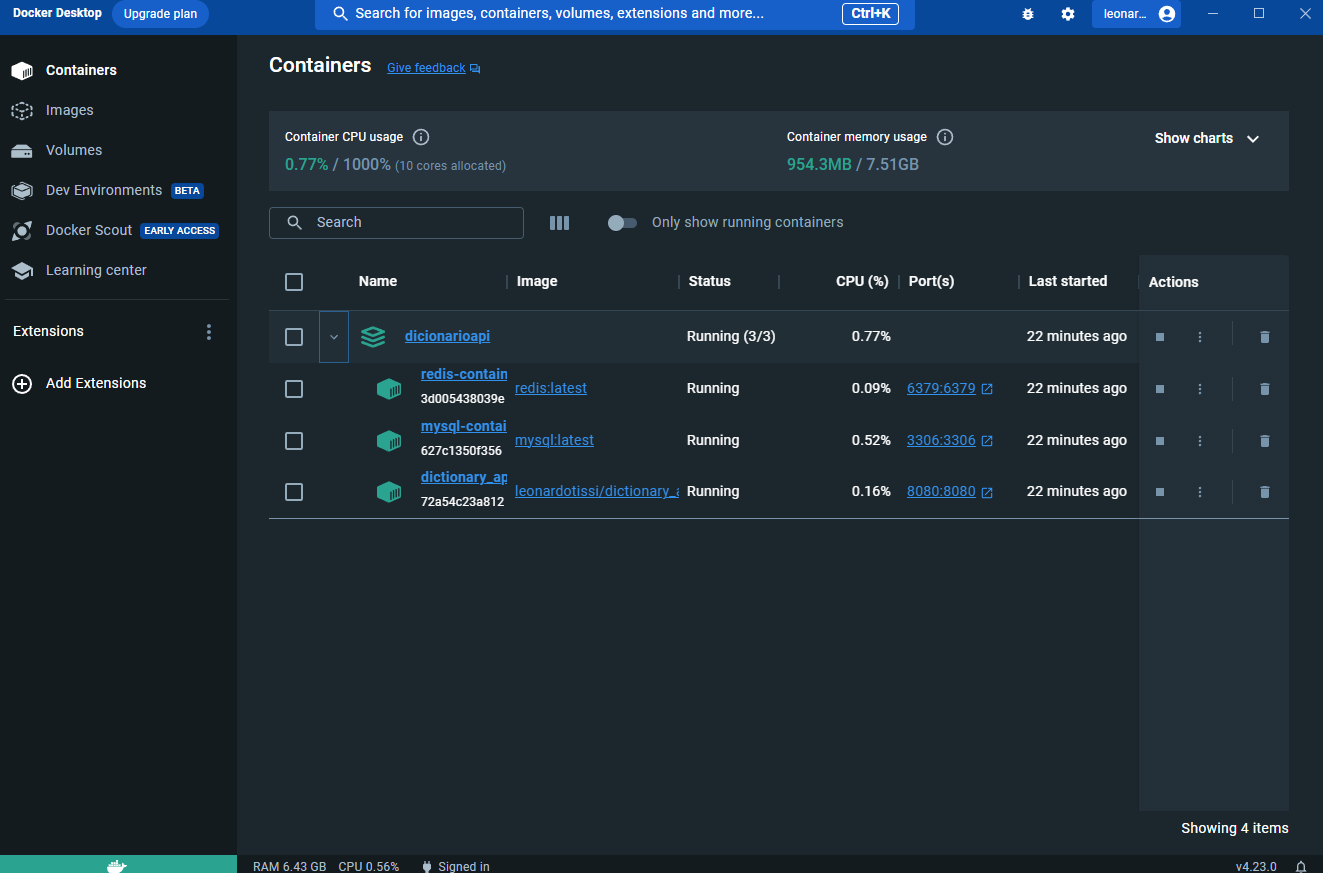 Docker Desktop Upgrade plan Search for images, containers, volumes, extensions and more... Ctrl+K leonar...
Containers
Images
Volumes
Dev Environments BETA
Docker Scout EARLY ACCESS
Learning center
Extensions
Add Extensions
Containers Give feedback
Container CPU usage
0.77% / 1000% (10 cores allocated)
Container memory usage
954.3MB / 7.51GB
Show charts
Search Only show running containers
Name Image Status CPU (%) Port(s) Last started Actions
dicionarioapi Running (3/3) 0.77% 22 minutes ago
redis-contain
3d005438039e
redis:latest Running 0.09% 6379:6379 22 minutes ago
mysql-contai
627c1350f356
mysql:latest Running 0.52% 3306:3306 22 minutes ago
dictionary_ap
72a54c23a812
leonardotissi/dictionary_a Running 0.16% 8080:8080 22 minutes ago
Showing 4 items
RAM 6.43 GB CPU 0.56% Signed in v4.23.0